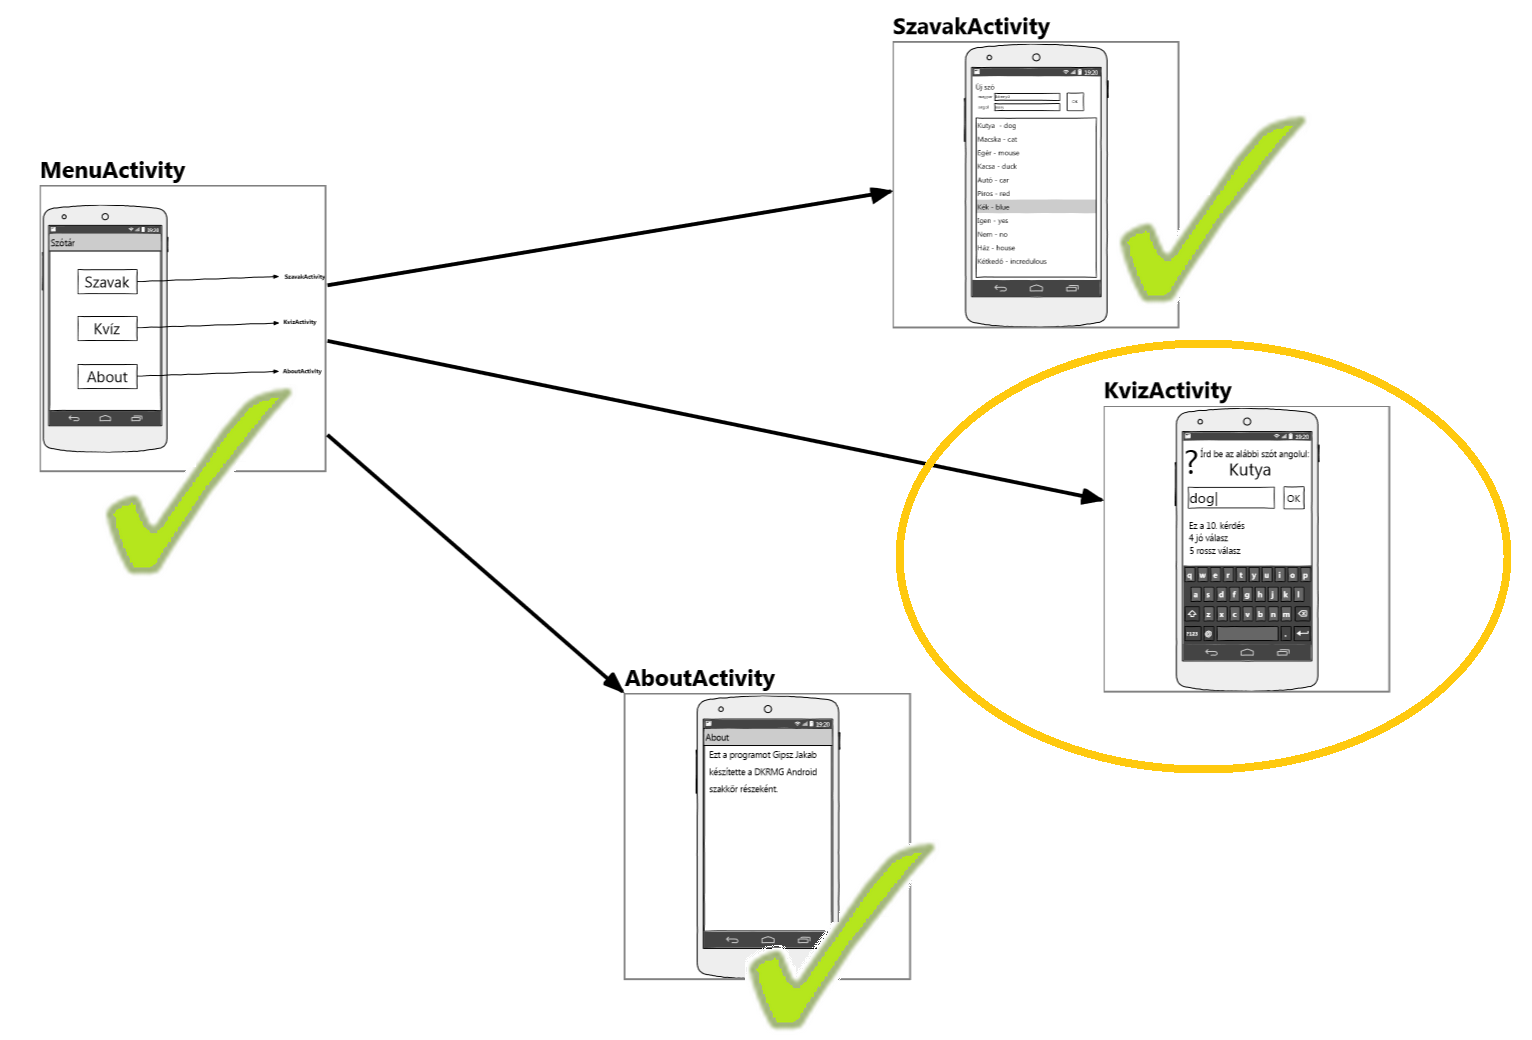 SzavakActivity
19:20
Új szó
magyar
angol
OK
Kutya - dog
Macska - cat
Egér - mouse
Kacsa - duck
Autó - car
Piros - red
Kék - blue
Igen - yes
Nem - no
Ház - house
Kétkedő - incredulous
MenuActivity
19:20
Szótár
Szavak
SzavakActivity
Kvíz
KvizActivity
About
AboutActivity
KvizActivity
19:20
? Írd be az alábbi szót angolul:
Kutya
dog|
OK
Ez a 10. kérdés
4 jó válasz
5 rossz válasz
q w e r t y u i o p
a s d f g h j k l
z x c v b n m
?123 @ .
AboutActivity
19:20
About
Ezt a programot Gipsz Jakab
készítette a DKRMG Android
szakkör részeként.